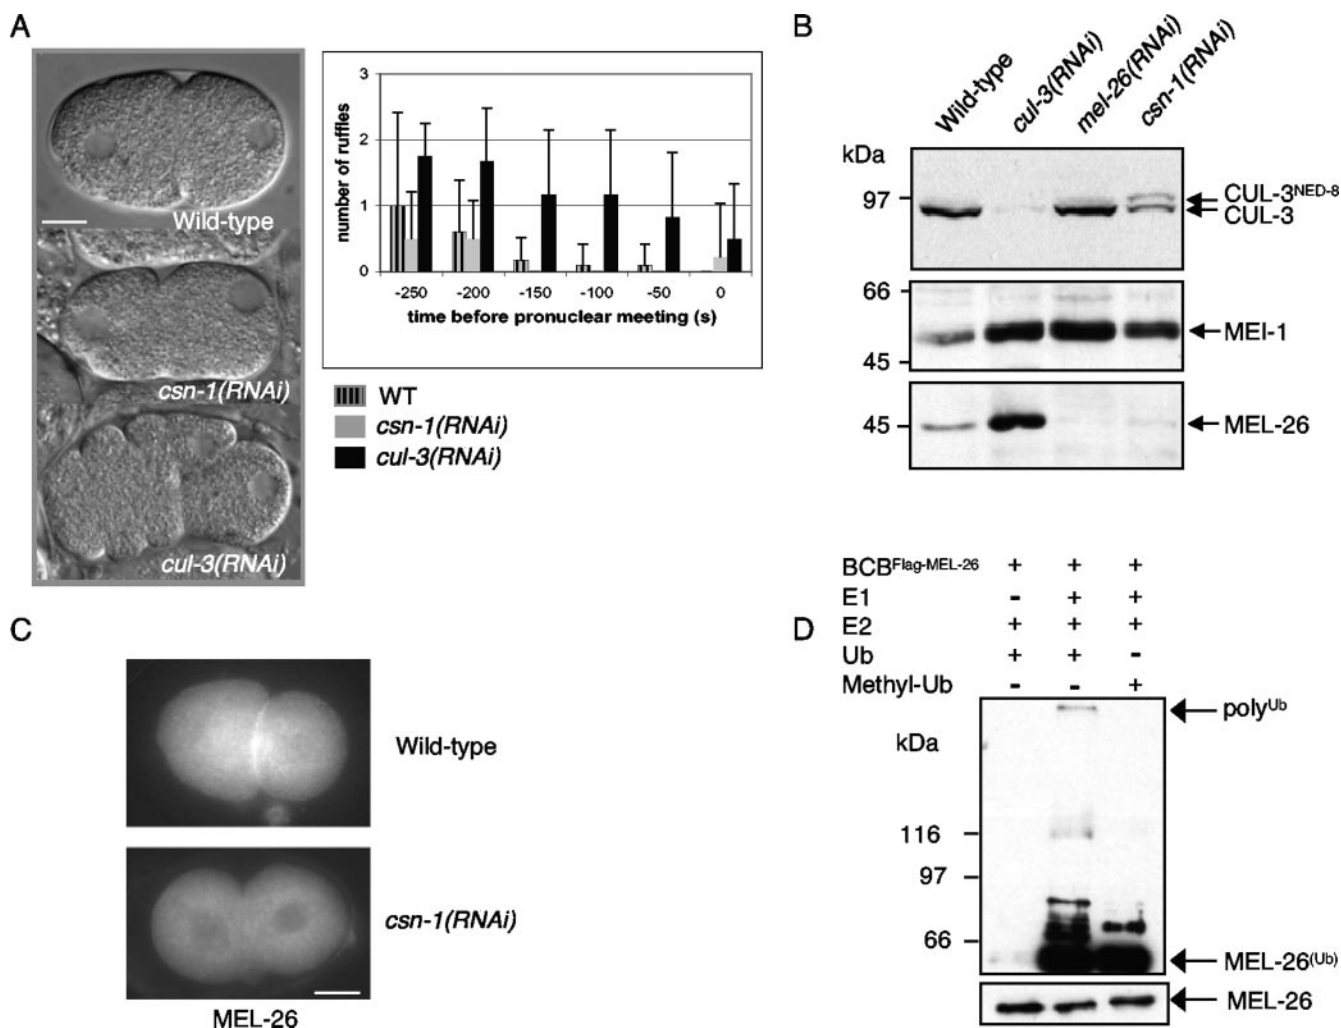 A
Wild-type
csn-1(RNAi)
cul-3(RNAi)
number of ruffles
3
2
1
0
-250 -200 -150 -100 -50 0
time before pronuclear meeting (s)
WT
csn-1(RNAi)
cul-3(RNAi)
B
Wild-type cul-3(RNAi) mel-26(RNAi) csn-1(RNAi)
kDa
97
CUL-3NED-8
CUL-3
66
45
MEI-1
45
MEL-26
C
Wild-type
csn-1(RNAi)
MEL-26
D
BCBFlag-MEL-26 + + +
E1 - + +
E2 + + +
Ub + + -
Methyl-Ub - - +
kDa
116
97
66
polyUb
MEL-26(Ub)
MEL-26